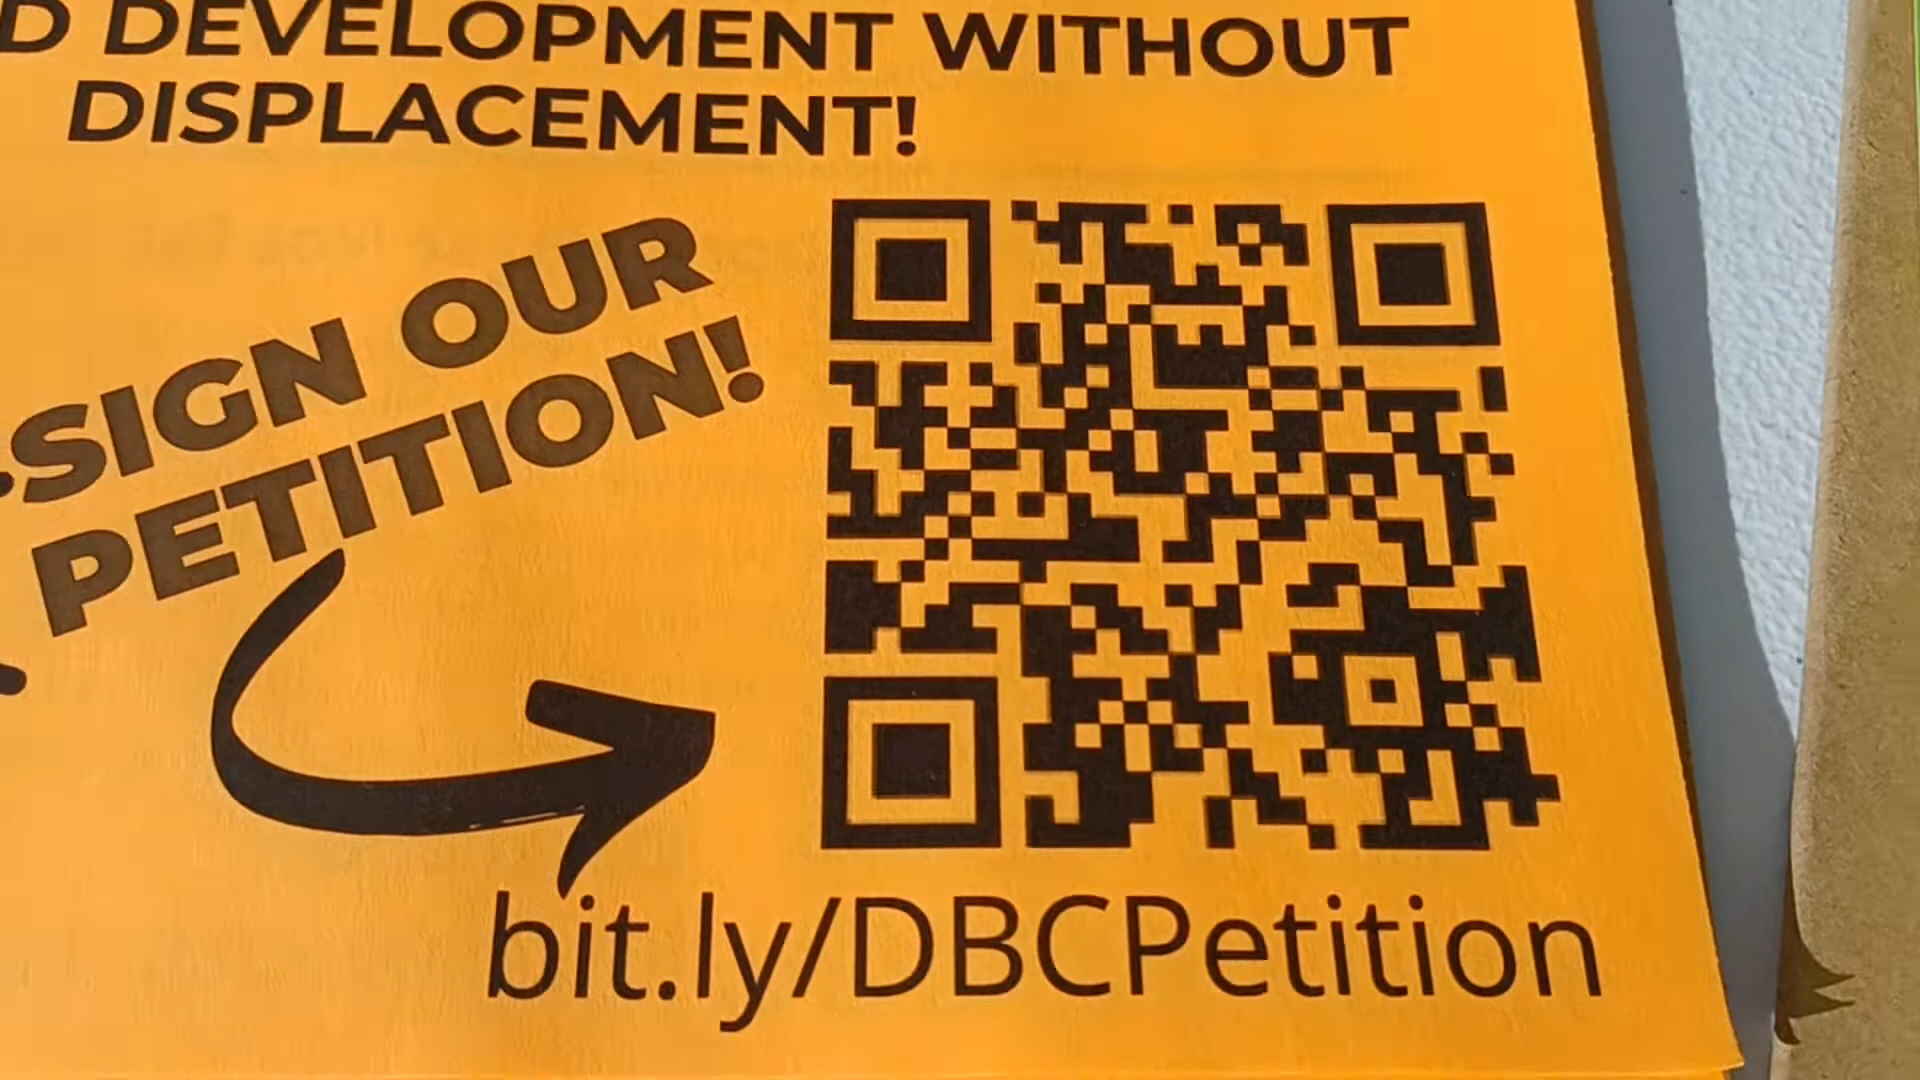 D DEVELOPMENT WITHOUT
DISPLACEMENT!
SIGN OUR
PETITION!
bit.ly/DBCPetition